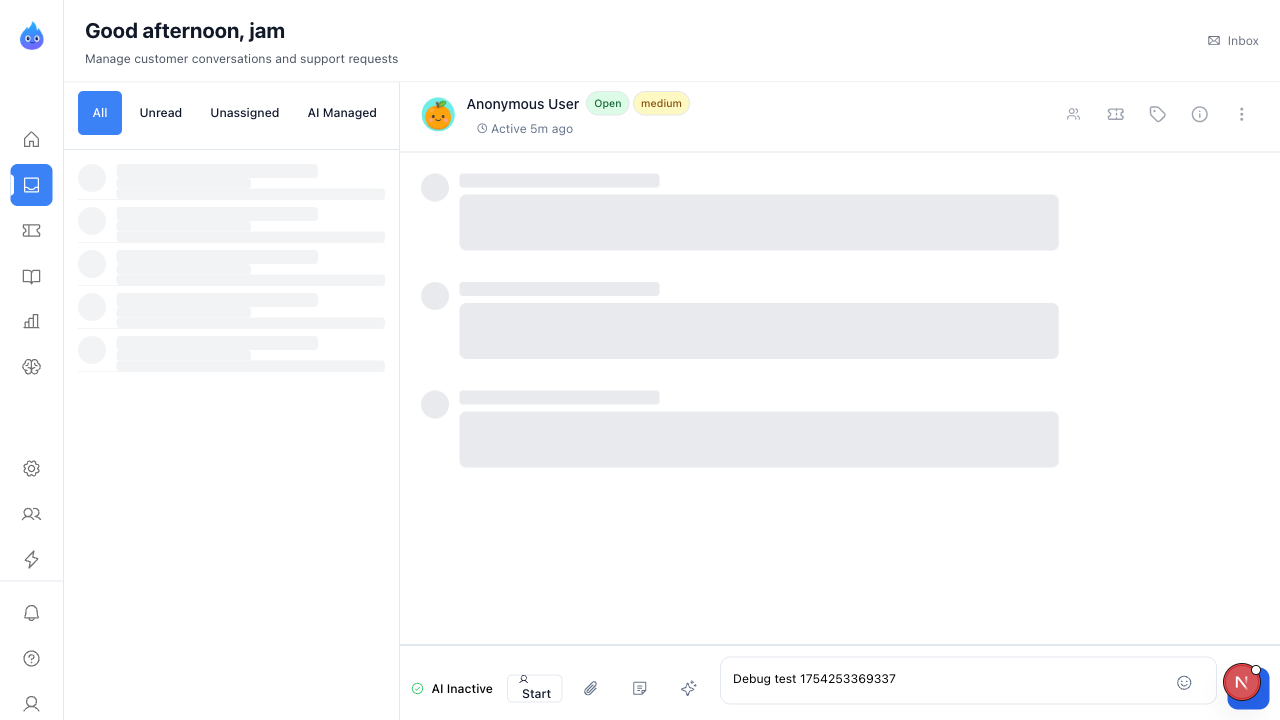 Good afternoon, jam
Manage customer conversations and support requests
Inbox
All
Unread
Unassigned
AI Managed
Anonymous User
Open
medium
Active 5m ago
AI Inactive
Start
Debug test 1754253369337
N